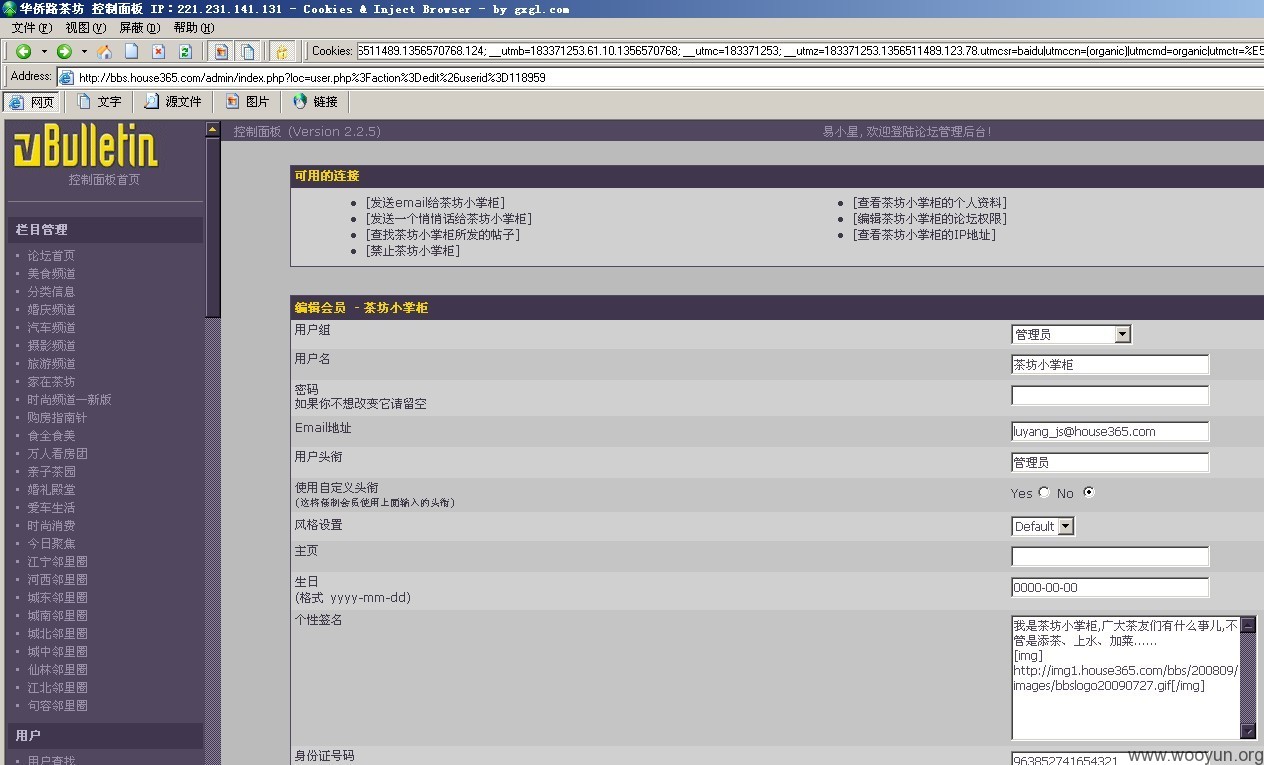 华侨路茶坊 控制面板 IP：221.231.141.131 - Cookies & Inject Browser - by gxgl.com
文件(F) 视图(V) 屏蔽(D) 帮助(H)
Cookies: 6511489.1356570768.124; __utmb=183371253.61.10.1356570768; __utmc=183371253; __utmz=183371253.1356511489.123.78.utmcsr=baidu|utmccn=(organic)|utmcmd=organic|utmctr=%E5
Address: http://bbs.house365.com/admin/index.php?loc=user.php%3Faction%3Dedit%26userid%3D118959
网页 文字 源文件 图片 链接
vBulletin
控制面板首页
控制面板 (Version 2.2.5) 易小星, 欢迎登陆论坛管理后台!
栏目管理
论坛首页
美食频道
分类信息
婚庆频道
汽车频道
摄影频道
旅游频道
家在茶坊
时尚频道—新版
购房指南针
食全食美
万人看房团
亲子茶园
婚礼殿堂
爱车生活
时尚消费
今日聚焦
江宁邻里圈
河西邻里圈
城东邻里圈
城南邻里圈
城北邻里圈
城中邻里圈
仙林邻里圈
江北邻里圈
句容邻里圈
用户
用户查找
可用的连接
[发送email给茶坊小掌柜] [查看茶坊小掌柜的个人资料]
[发送一个悄悄话给茶坊小掌柜] [编辑茶坊小掌柜的论坛权限]
[查找茶坊小掌柜所发的帖子] [查看茶坊小掌柜的IP地址]
[禁止茶坊小掌柜]
编辑会员 - 茶坊小掌柜
用户组 管理员
用户名 茶坊小掌柜
密码
如果你不想改变它请留空
Email地址 luyang_js@house365.com
用户头衔 管理员
使用自定义头衔 Yes No
(这将强制会员使用上面输入的头衔)
风格设置 Default
主页
生日 0000-00-00
(格式 yyyy-mm-dd)
个性签名
我是茶坊小掌柜,广大茶友们有什么事儿,不
管是添茶、上水、加菜......
[img]
http://img1.house365.com/bbs/200809/
images/bbslogo20090727.gif[/img]
身份证号码 963852741654321
www.wooyun.org